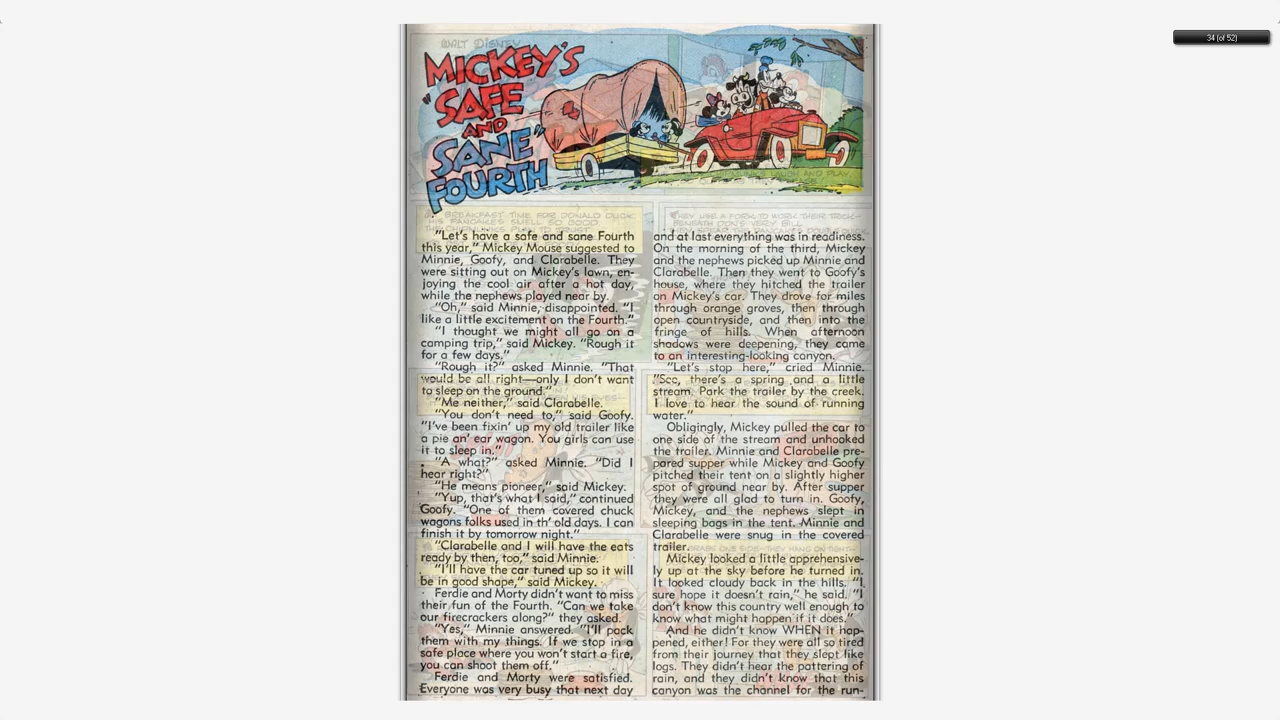 34 (of 52)
WALT DISNEY
MICKEY'S
"SAFE
AND
SANE"
FOURTH
"Let's have a safe and sane Fourth
this year," Mickey Mouse suggested to
Minnie, Goofy, and Clarabelle. They
were sitting out on Mickey's lawn, en-
joying the cool air after a hot day,
while the nephews played near by.
"Oh," said Minnie, disappointed. "I
like a little excitement on the Fourth."
"I thought we might all go on a
camping trip," said Mickey. "Rough it
for a few days."
"Rough it?" asked Minnie. "That
would be all right—only I don't want
to sleep on the ground."
"Me neither," said Clarabelle.
"You don't need to," said Goofy.
"I've been fixin' up my old trailer like
a pie an' ear wagon. You girls can use
it to sleep in."
"A what?" asked Minnie. "Did I
hear right?"
"He means pioneer," said Mickey.
"Yup, that's what I said," continued
Goofy. "One of them covered chuck
wagons folks used in th' old days. I can
finish it by tomorrow night."
"Clarabelle and I will have the eats
ready by then, too," said Minnie.
"I'll have the car tuned up so it will
be in good shape," said Mickey.
Ferdie and Morty didn't want to miss
their fun of the Fourth. "Can we take
our firecrackers along?" they asked.
"Yes," Minnie answered. "I'll pack
them with my things. If we stop in a
safe place where you won't start a fire,
you can shoot them off."
Ferdie and Morty were satisfied.
Everyone was very busy that next day
and at last everything was in readiness.
On the morning of the third, Mickey
and the nephews picked up Minnie and
Clarabelle. Then they went to Goofy's
house, where they hitched the trailer
on Mickey's car. They drove for miles
through orange groves, then through
open countryside, and then into the
fringe of hills. When afternoon
shadows were deepening, they came
to an interesting-looking canyon.
"Let's stop here," cried Minnie.
"See, there's a spring and a little
stream. Park the trailer by the creek.
I love to hear the sound of running
water."
Obligingly, Mickey pulled the car to
one side of the stream and unhooked
the trailer. Minnie and Clarabelle pre-
pared supper while Mickey and Goofy
pitched their tent on a slightly higher
spot of ground near by. After supper
they were all glad to turn in. Goofy,
Mickey, and the nephews slept in
sleeping bags in the tent. Minnie and
Clarabelle were snug in the covered
trailer.
Mickey looked a little apprehensive-
ly up at the sky before he turned in.
It looked cloudy back in the hills. "I
sure hope it doesn't rain," he said. "I
don't know this country well enough to
know what might happen if it does."
And he didn't know WHEN it hap-
pened, either! For they were all so tired
from their journey that they slept like
logs. They didn't hear the pattering of
rain, and they didn't know that this
canyon was the channel for the run-